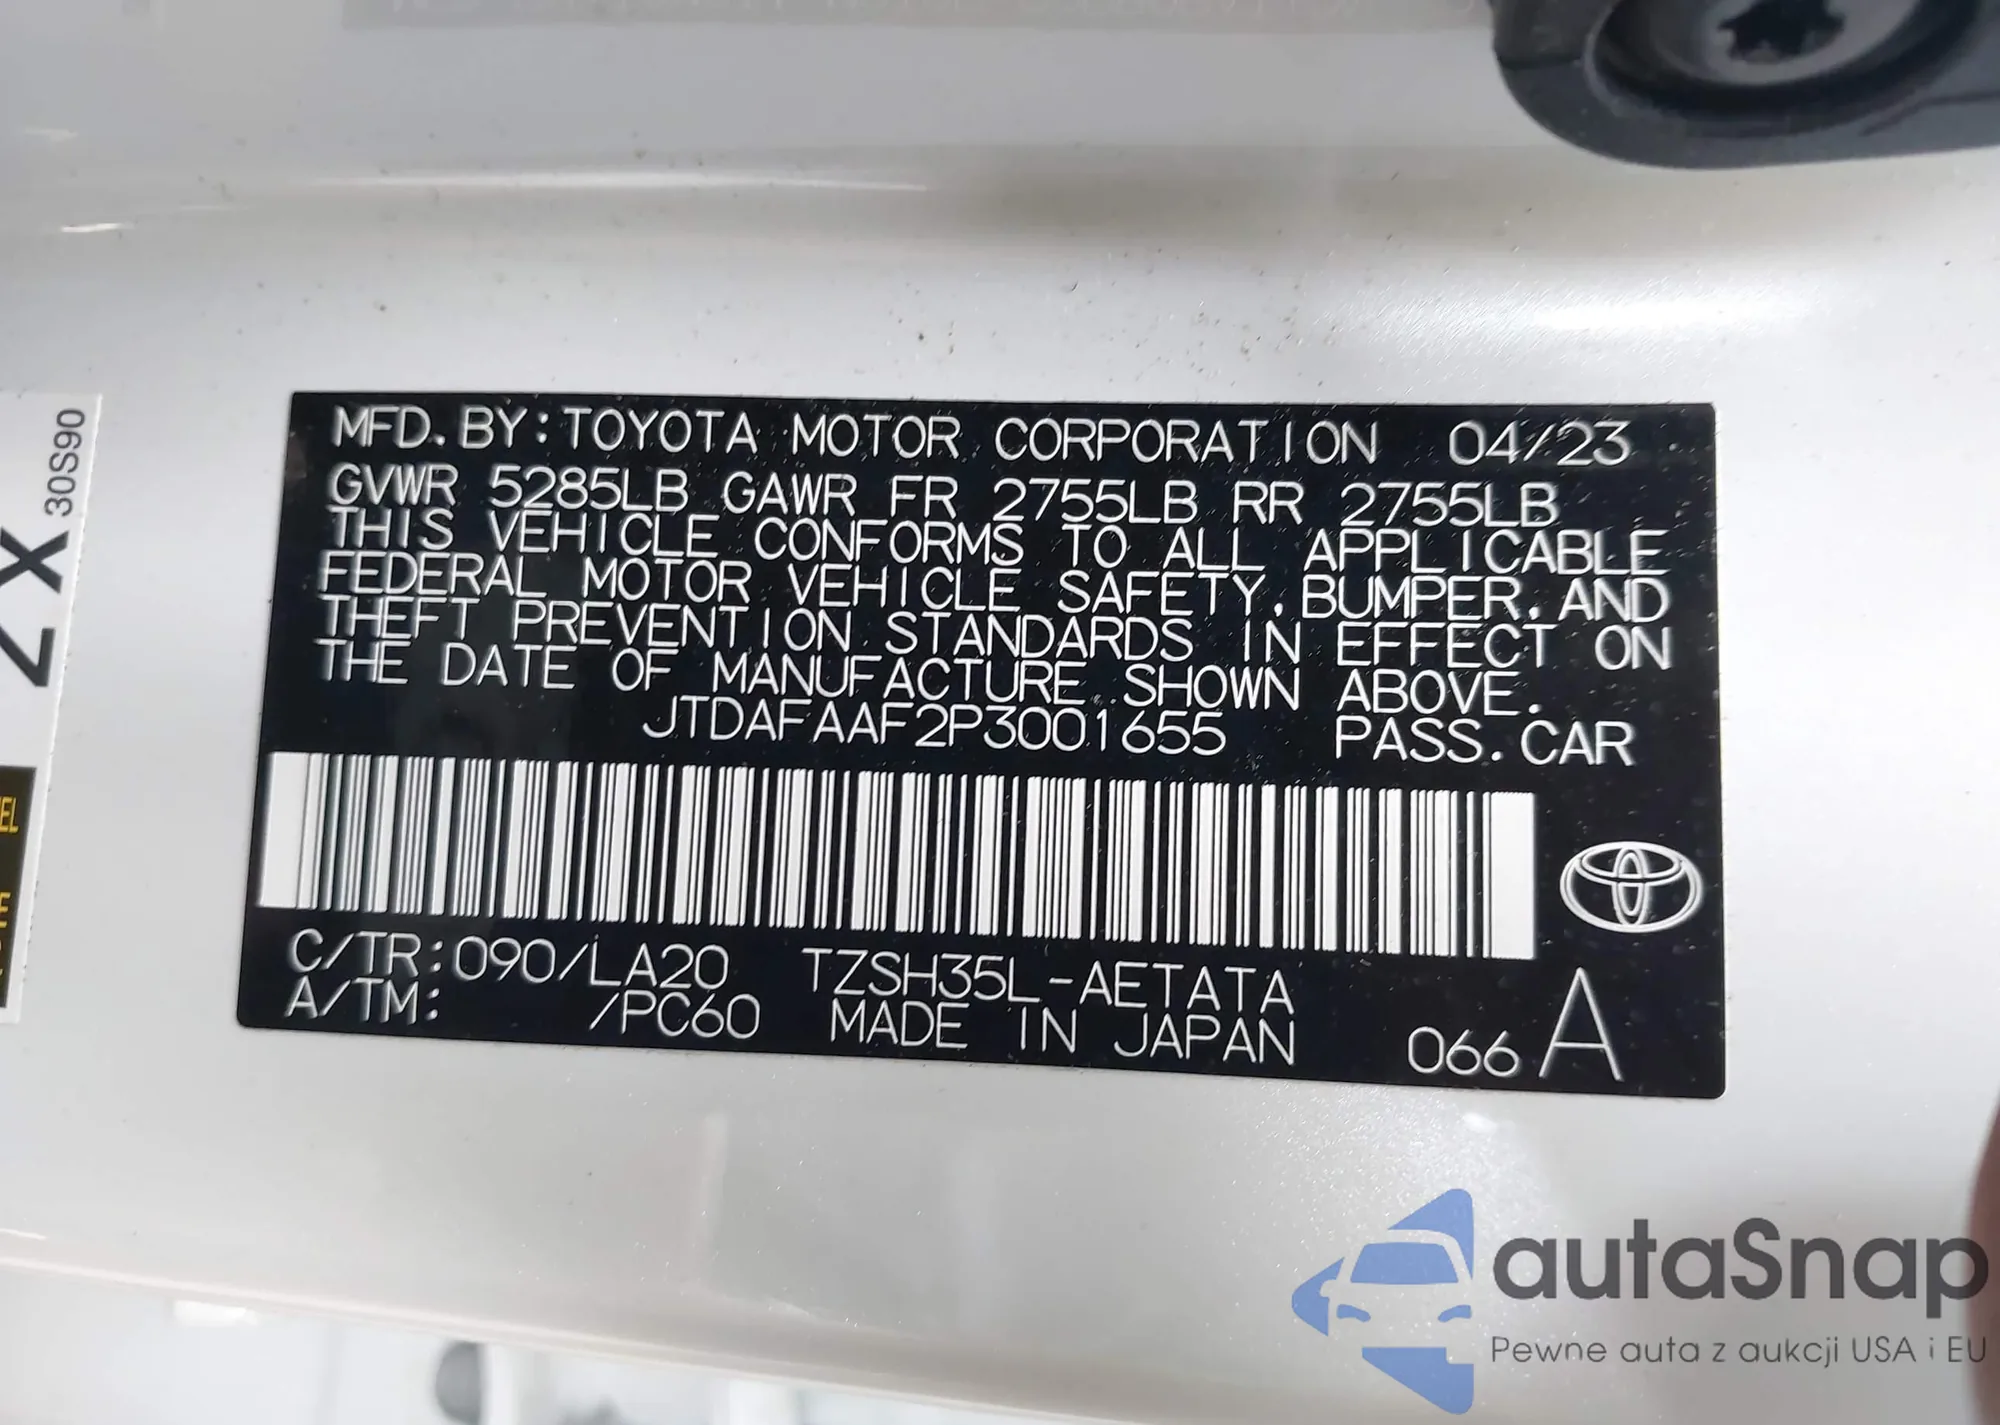 MFD. BY: TOYOTA MOTOR CORPORATION 04/23
GVWR 5285LB GAWR FR 2755LB RR 2755LB
THIS VEHICLE CONFORMS TO ALL APPLICABLE
FEDERAL MOTOR VEHICLE SAFETY, BUMPER, AND
THEFT PREVENTION STANDARDS IN EFFECT ON
THE DATE OF MANUFACTURE SHOWN ABOVE.
JTDAFAAF2P3001655 PASS. CAR
C/TR: 090/LA20 TZSH35L-AETATA
A/TM: /PC60 MADE IN JAPAN 066 A
30S90
ZX
autaSnap
Pewne auta z aukcji USA i EU